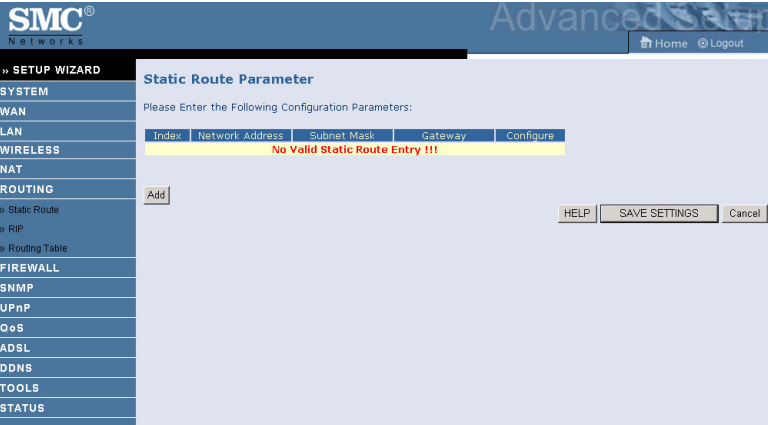 SMC®
Networks
Advanced Setup
Home Logout
» SETUP WIZARD
SYSTEM
WAN
LAN
WIRELESS
NAT
ROUTING
» Static Route
» RIP
» Routing Table
FIREWALL
SNMP
UPnP
QoS
ADSL
DDNS
TOOLS
STATUS
Static Route Parameter
Please Enter the Following Configuration Parameters:
Index Network Address Subnet Mask Gateway Configure
No Valid Static Route Entry !!!
Add
HELP SAVE SETTINGS Cancel